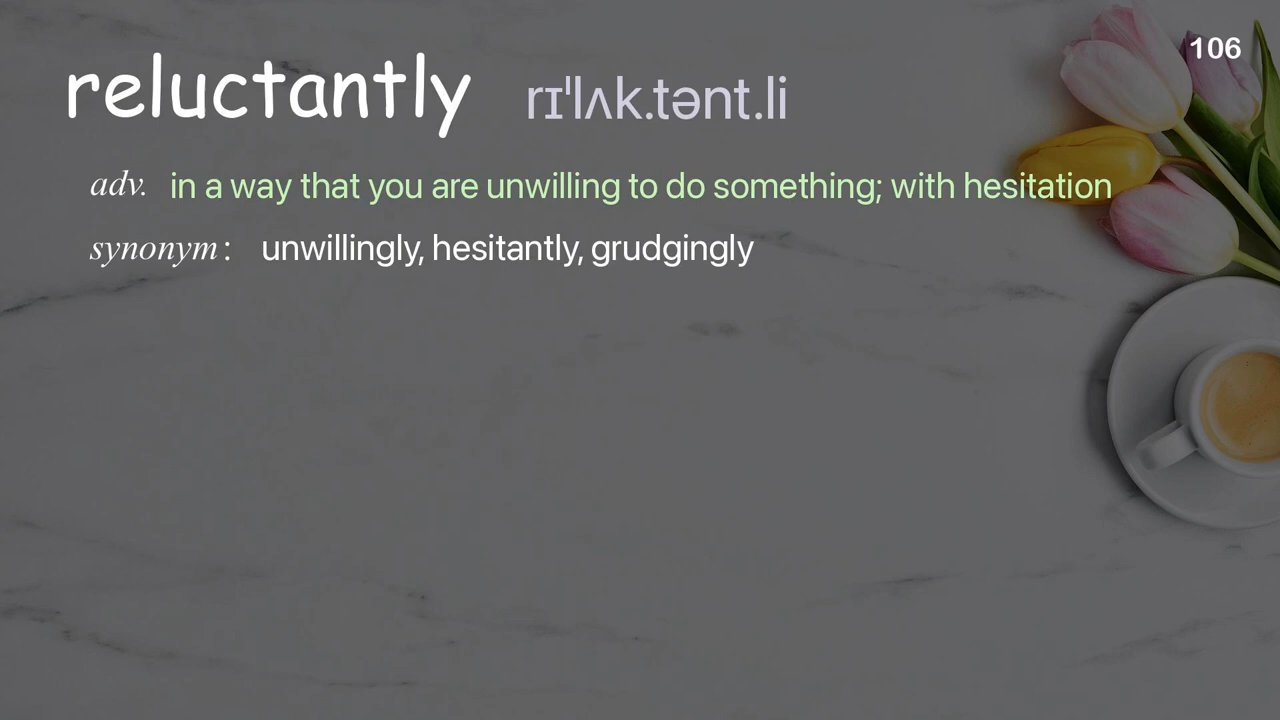 106
reluctantly rɪˈlʌk.tənt.li
adv. in a way that you are unwilling to do something; with hesitation
synonym : unwillingly, hesitantly, grudgingly